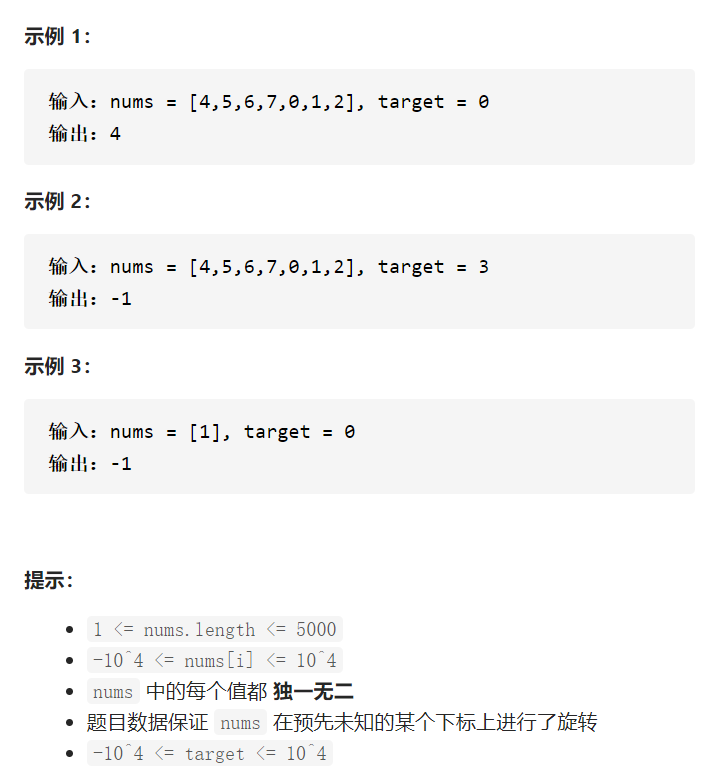 示例 1：
输入：nums = [4,5,6,7,0,1,2], target = 0
输出：4
示例 2：
输入：nums = [4,5,6,7,0,1,2], target = 3
输出：-1
示例 3：
输入：nums = [1], target = 0
输出：-1
提示：
1 <= nums.length <= 5000
-10^4 <= nums[i] <= 10^4
nums 中的每个值都 独一无二
题目数据保证 nums 在预先未知的某个下标上进行了旋转
-10^4 <= target <= 10^4